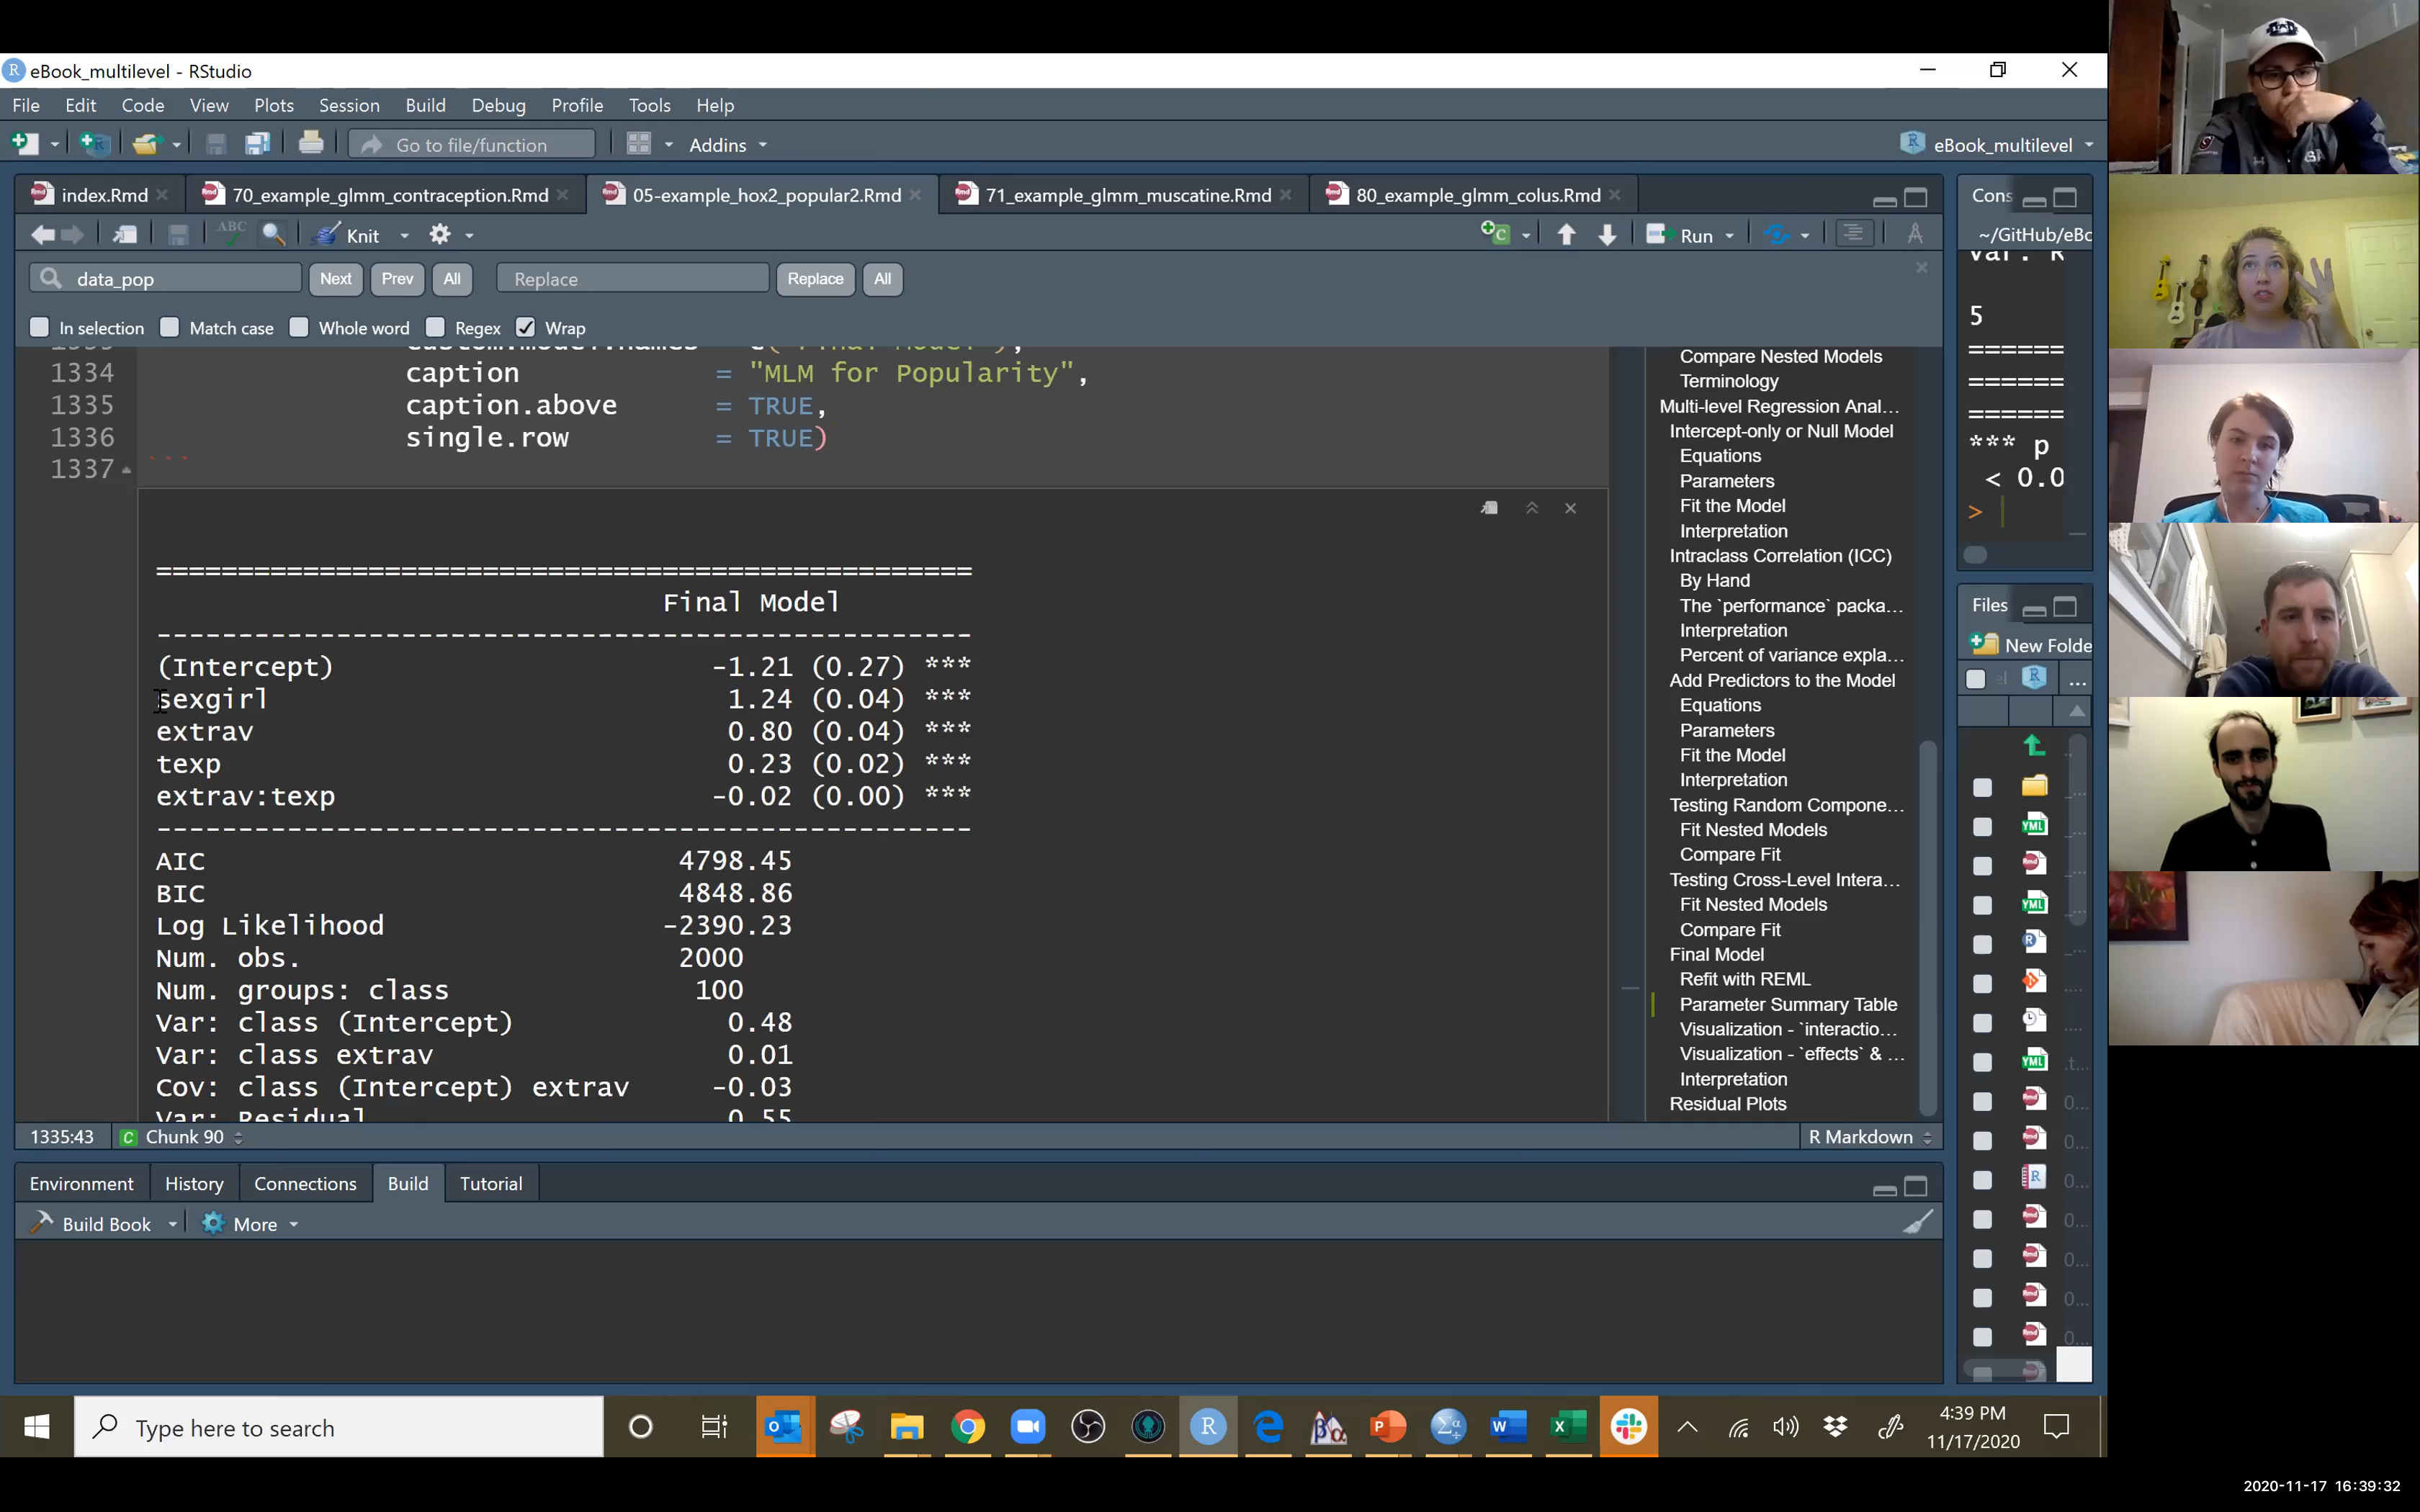 eBook_multilevel - RStudio
File Edit Code View Plots Session Build Debug Profile Tools Help
Go to file/function Addins eBook_multilevel
index.Rmd 70_example_glmm_contraception.Rmd 05-example_hox2_popular2.Rmd 71_example_glmm_muscatine.Rmd 80_example_glmm_colus.Rmd
ABC Knit Run
data_pop Next Prev All Replace Replace All
In selection Match case Whole word Regex Wrap
1334 caption = "MLM for Popularity",
1335 caption.above = TRUE,
1336 single.row = TRUE)
1337 ```
==================================================
Final Model
--------------------------------------------------
(Intercept) -1.21 (0.27) ***
sexgirl 1.24 (0.04) ***
extrav 0.80 (0.04) ***
texp 0.23 (0.02) ***
extrav:texp -0.02 (0.00) ***
--------------------------------------------------
AIC 4798.45
BIC 4848.86
Log Likelihood -2390.23
Num. obs. 2000
Num. groups: class 100
Var: class (Intercept) 0.48
Var: class extrav 0.01
Cov: class (Intercept) extrav -0.03
Var: Residual 0.55
1335:43 C Chunk 90 R Markdown
Compare Nested Models
Terminology
Multi-level Regression Anal...
Intercept-only or Null Model
Equations
Parameters
Fit the Model
Interpretation
Intraclass Correlation (ICC)
By Hand
The `performance` packa...
Interpretation
Percent of variance expla...
Add Predictors to the Model
Equations
Parameters
Fit the Model
Interpretation
Testing Random Compone...
Fit Nested Models
Compare Fit
Testing Cross-Level Intera...
Fit Nested Models
Compare Fit
Final Model
Refit with REML
Parameter Summary Table
Visualization - `interactio...
Visualization - `effects` & ...
Interpretation
Residual Plots
Cons
~/GitHub/eBo
5
======
======
======
*** p
< 0.0
>
Files
New Folde
Environment History Connections Build Tutorial
Build Book More
Type here to search
4:39 PM
11/17/2020
2020-11-17 16:39:32